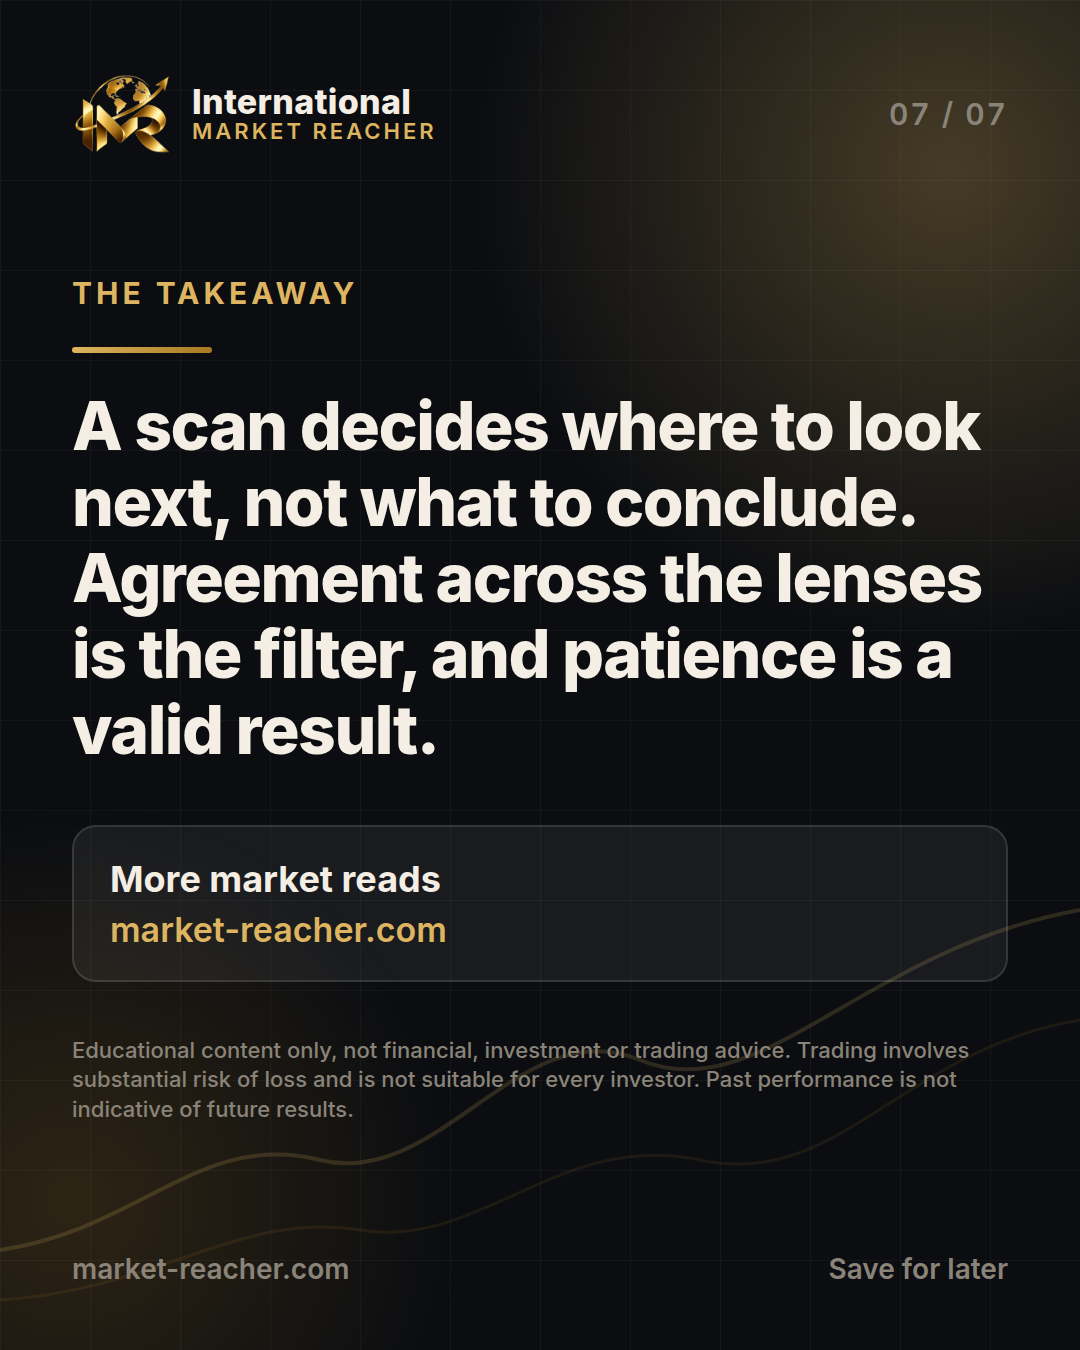 IMR
International
MARKET REACHER
07 / 07
THE TAKEAWAY
A scan decides where to look
next, not what to conclude.
Agreement across the lenses
is the filter, and patience is a
valid result.
More market reads
market-reacher.com
Educational content only, not financial, investment or trading advice. Trading involves
substantial risk of loss and is not suitable for every investor. Past performance is not
indicative of future results.
market-reacher.com
Save for later